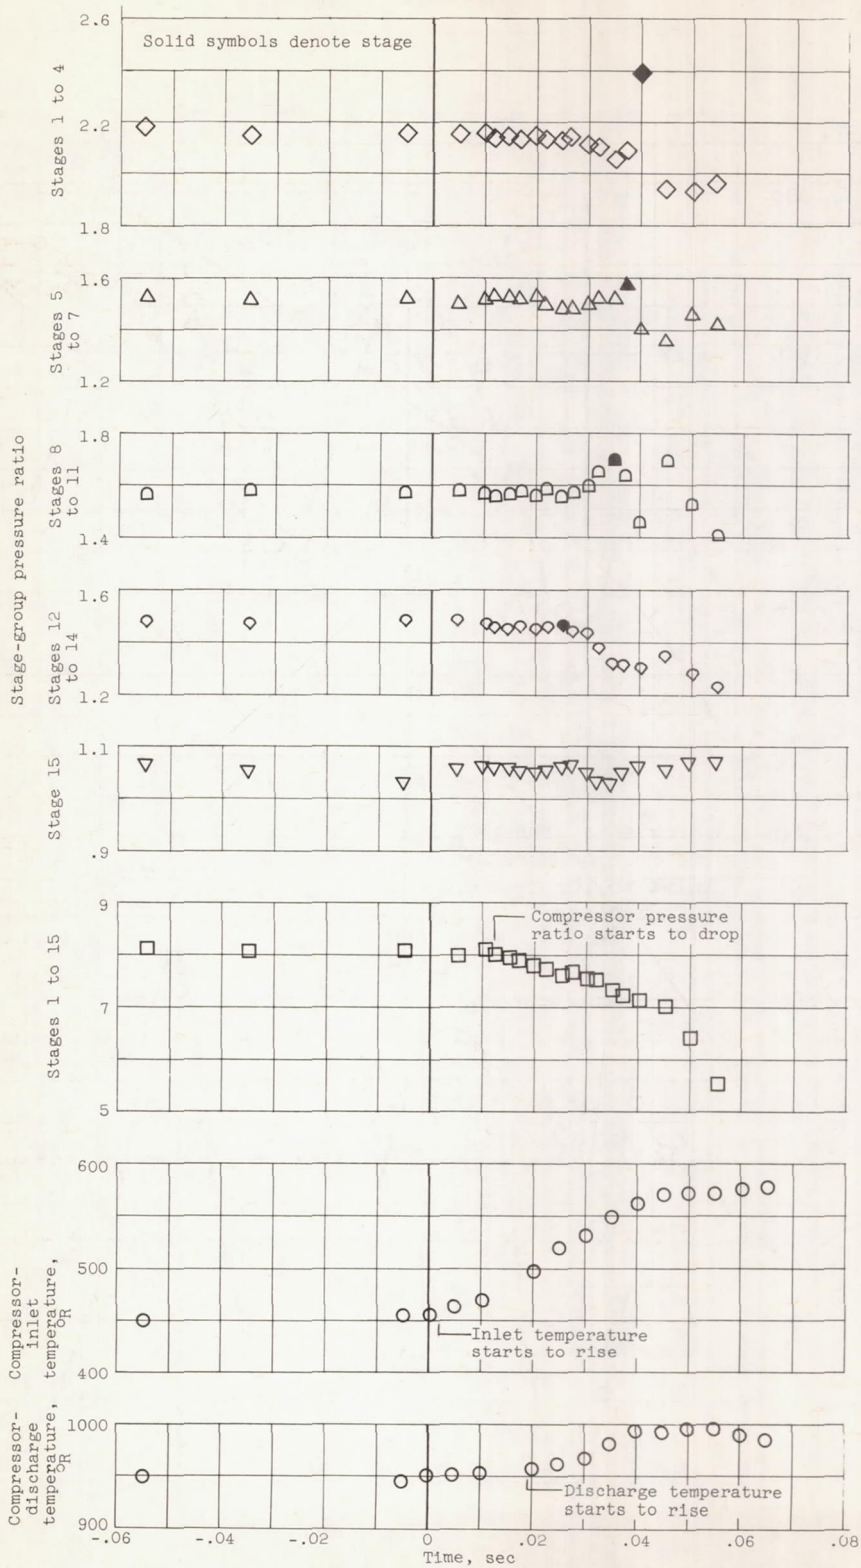 Stage-group pressure ratio
Solid symbols denote stage
Stages 1 to 4
2.6
2.2
1.8
Stages 5
to 7
1.6
1.2
Stages 8
to 11
1.8
1.4
Stages 12
to 14
1.6
1.2
Stage 15
1.1
.9
Stages 1 to 15
9
7
5
Compressor pressure
ratio starts to drop
Compressor-
inlet
temperature,
°R
600
500
400
Inlet temperature
starts to rise
Compressor-
discharge
temperature,
°R
1000
900
Discharge temperature
starts to rise
-.06
-.04
-.02
0
.02
.04
.06
.08
Time, sec